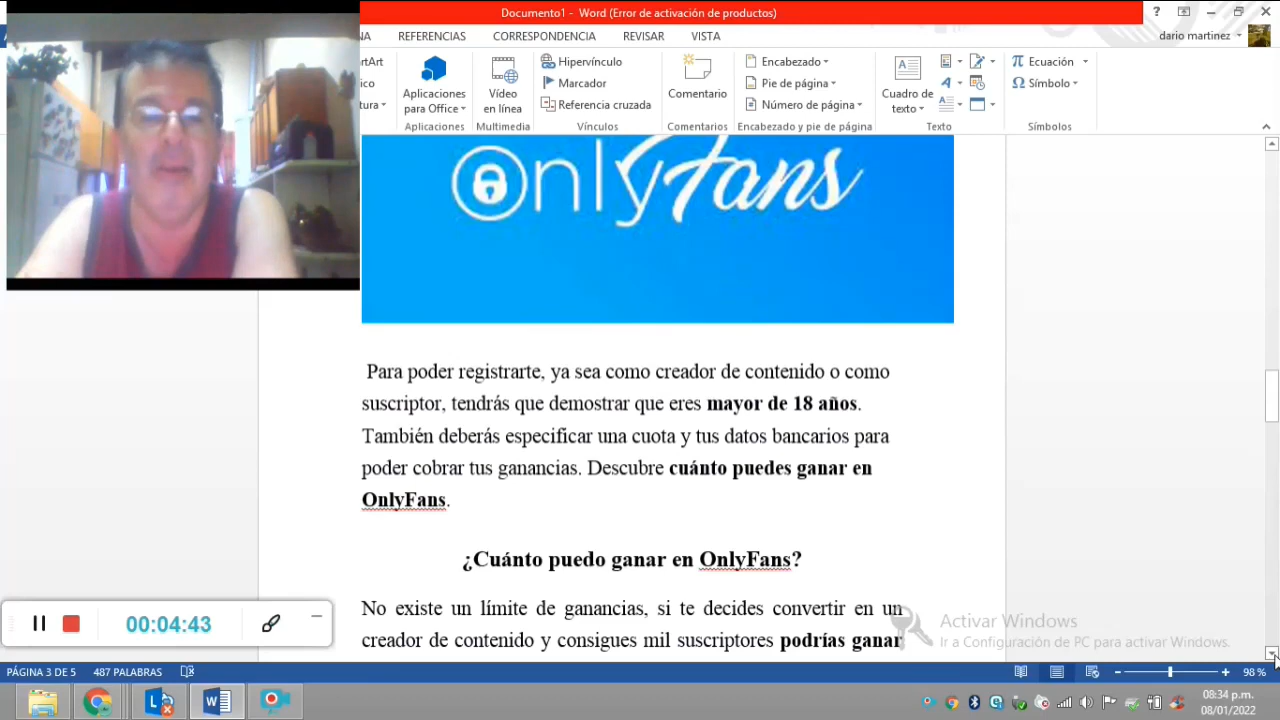 Documento1 - Word (Error de activación de productos)
NA REFERENCIAS CORRESPONDENCIA REVISAR VISTA
dario martinez
tArt
ico
tura
Aplicaciones
para Office
Aplicaciones
Vídeo
en línea
Multimedia
Hipervínculo
Marcador
Referencia cruzada
Vínculos
Comentario
Comentarios
Encabezado
Pie de página
Número de página
Encabezado y pie de página
Cuadro de
texto
Texto
π Ecuación
Ω Símbolo
Símbolos
OnlyFans
Para poder registrarte, ya sea como creador de contenido o como
suscriptor, tendrás que demostrar que eres mayor de 18 años.
También deberás especificar una cuota y tus datos bancarios para
poder cobrar tus ganancias. Descubre cuánto puedes ganar en
OnlyFans.
¿Cuánto puedo ganar en OnlyFans?
No existe un límite de ganancias, si te decides convertir en un
creador de contenido y consigues mil suscriptores podrías ganar
00:04:43
Activar Windows
Ir a Configuración de PC para activar Windows.
PÁGINA 3 DE 5 487 PALABRAS
98 %
08:34 p.m.
08/01/2022